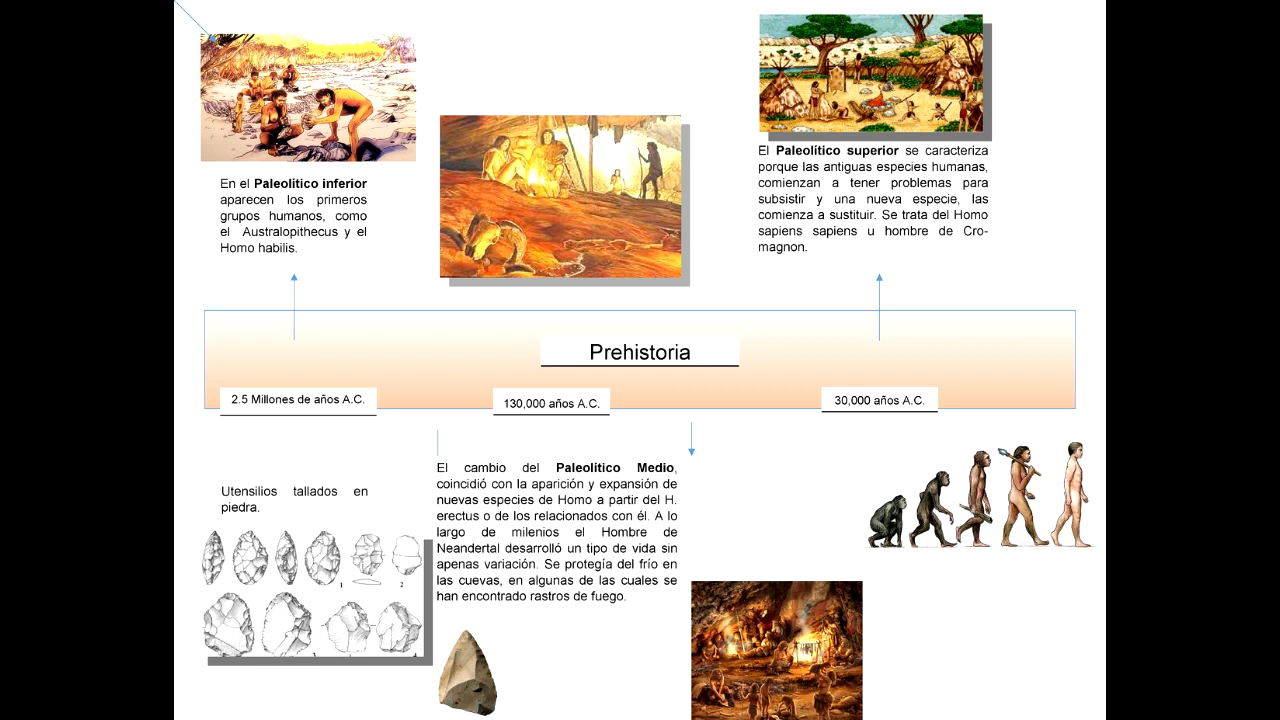 En el Paleolítico inferior
aparecen los primeros
grupos humanos, como
el Australopithecus y el
Homo habilis.
El Paleolítico superior se caracteriza
porque las antiguas especies humanas,
comienzan a tener problemas para
subsistir y una nueva especie, las
comienza a sustituir. Se trata del Homo
sapiens sapiens u hombre de Cro-
magnon.
Prehistoria
2.5 Millones de años A.C.
130,000 años A.C.
30,000 años A.C.
Utensilios tallados en
piedra.
1
2
3
4
El cambio del Paleolítico Medio,
coincidió con la aparición y expansión de
nuevas especies de Homo a partir del H.
erectus o de los relacionados con él. A lo
largo de milenios el Hombre de
Neandertal desarrolló un tipo de vida sin
apenas variación. Se protegía del frío en
las cuevas, en algunas de las cuales se
han encontrado rastros de fuego.